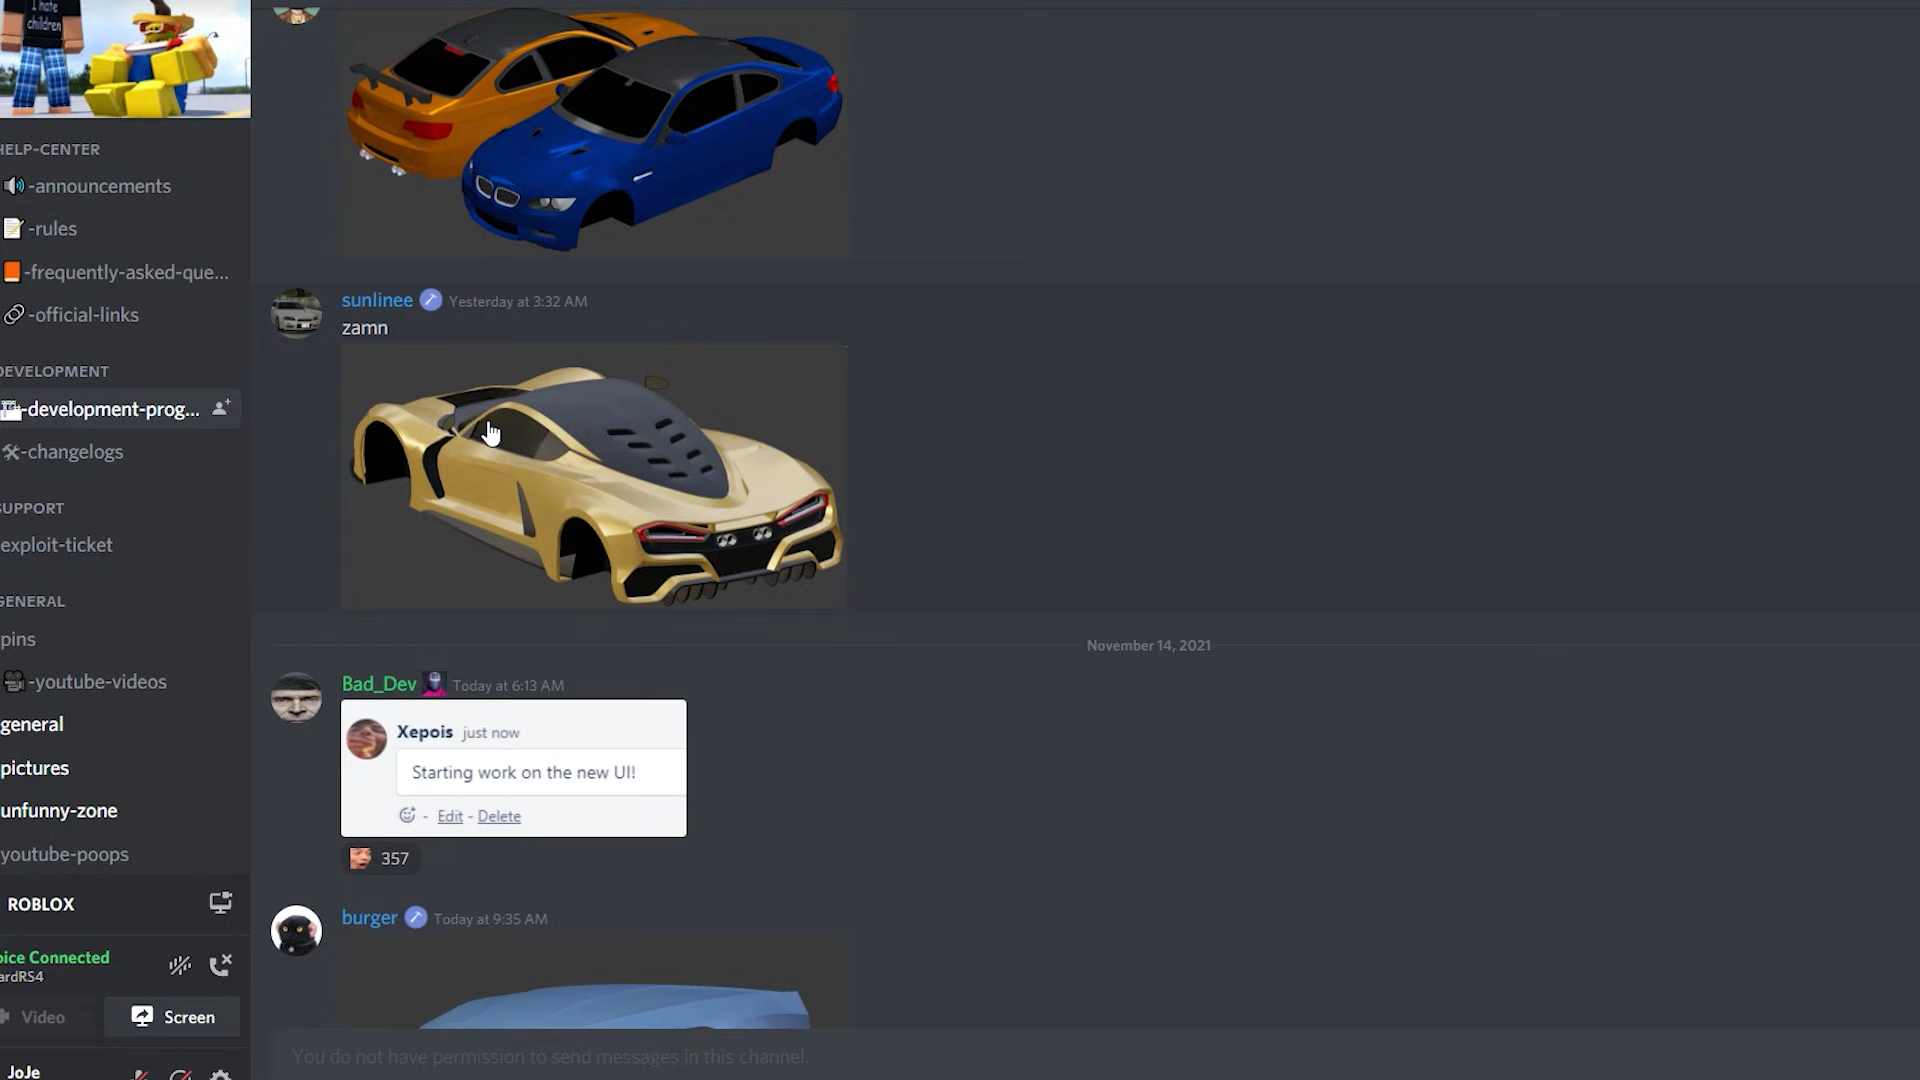 I hate
children
HELP-CENTER
-announcements
-rules
-frequently-asked-que...
-official-links
DEVELOPMENT
-development-prog...
-changelogs
SUPPORT
exploit-ticket
GENERAL
pins
-youtube-videos
general
pictures
unfunny-zone
youtube-poops
ROBLOX
oice Connected
ardRS4
Video
Screen
JoJe
sunlinee Yesterday at 3:32 AM
zamn
November 14, 2021
Bad_Dev Today at 6:13 AM
Xepois just now
Starting work on the new UI!
- Edit - Delete
357
burger Today at 9:35 AM
You do not have permission to send messages in this channel.